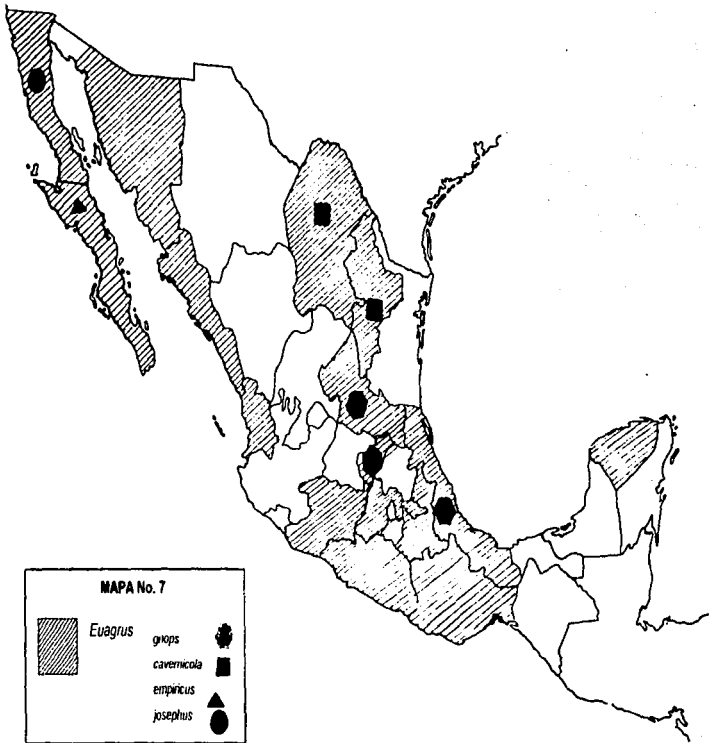 MAPA No. 7
Euagrus
gnops
cavernicola
empiricus
josephus